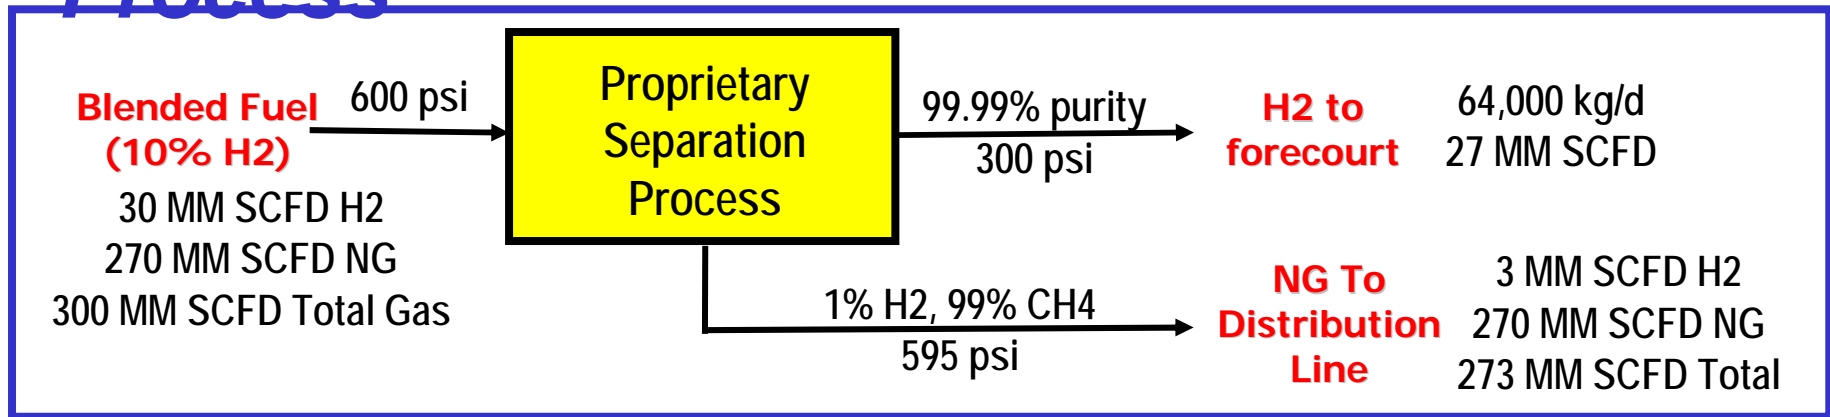 Process
Blended Fuel
(10% H2)
600 psi
30 MM SCFD H2
270 MM SCFD NG
300 MM SCFD Total Gas
Proprietary
Separation
Process
99.99% purity
300 psi
H2 to
forecourt
64,000 kg/d
27 MM SCFD
1% H2, 99% CH4
595 psi
NG To
Distribution
Line
3 MM SCFD H2
270 MM SCFD NG
273 MM SCFD Total